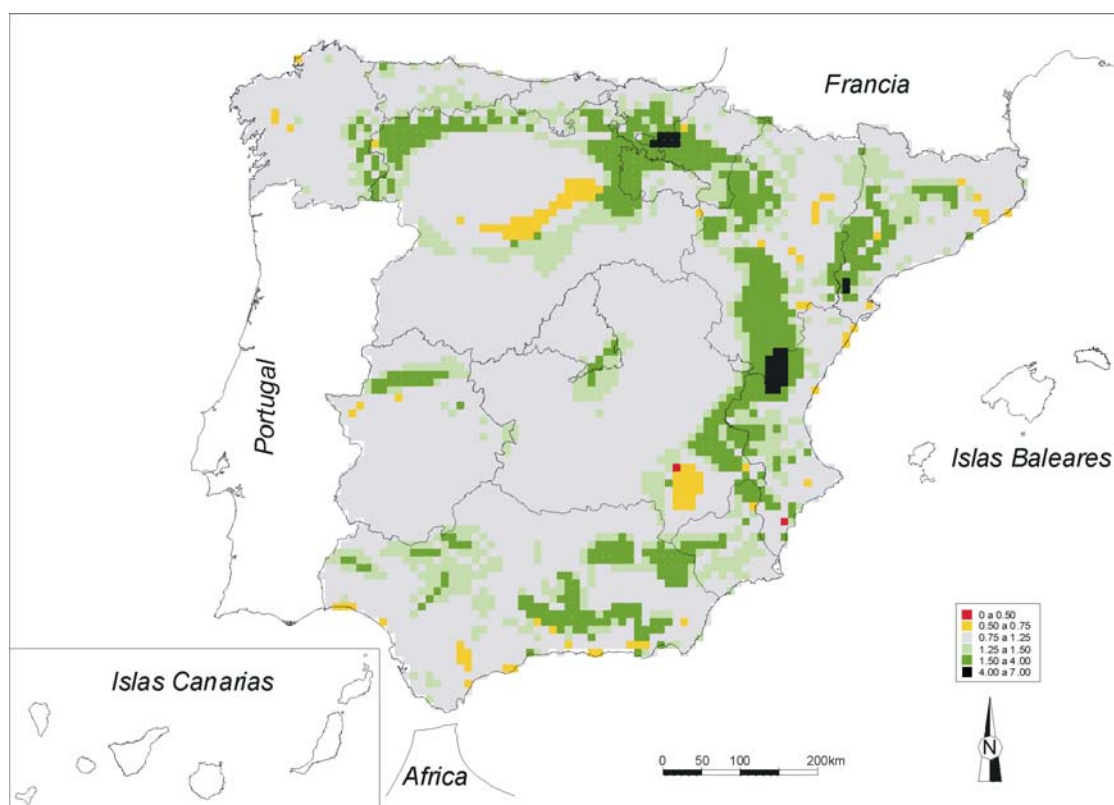 Francia
Portugal
Islas Baleares
0 a 0.50
0.50 a 0.75
0.75 a 1.25
1.25 a 1.50
1.50 a 4.00
4.00 a 7.00
Islas Canarias
N
Africa
0 50 100 200km